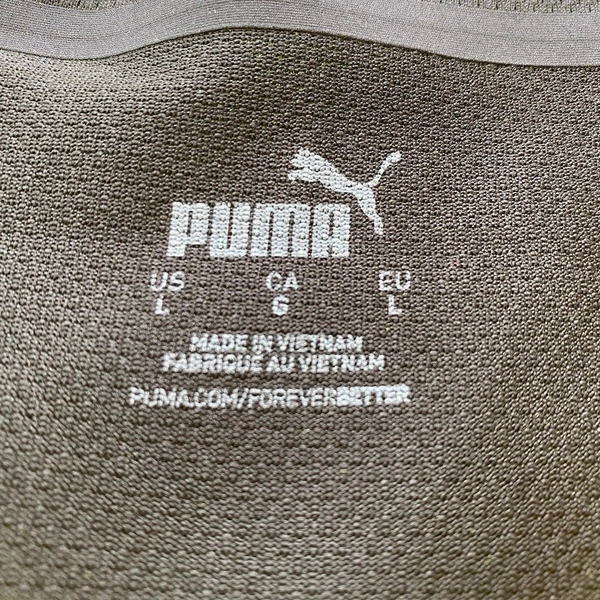 PUMA
US CA EU
L G L
MADE IN VIETNAM
FABRIQUÉ AU VIETNAM
PUMA.COM/FOREVERBETTER